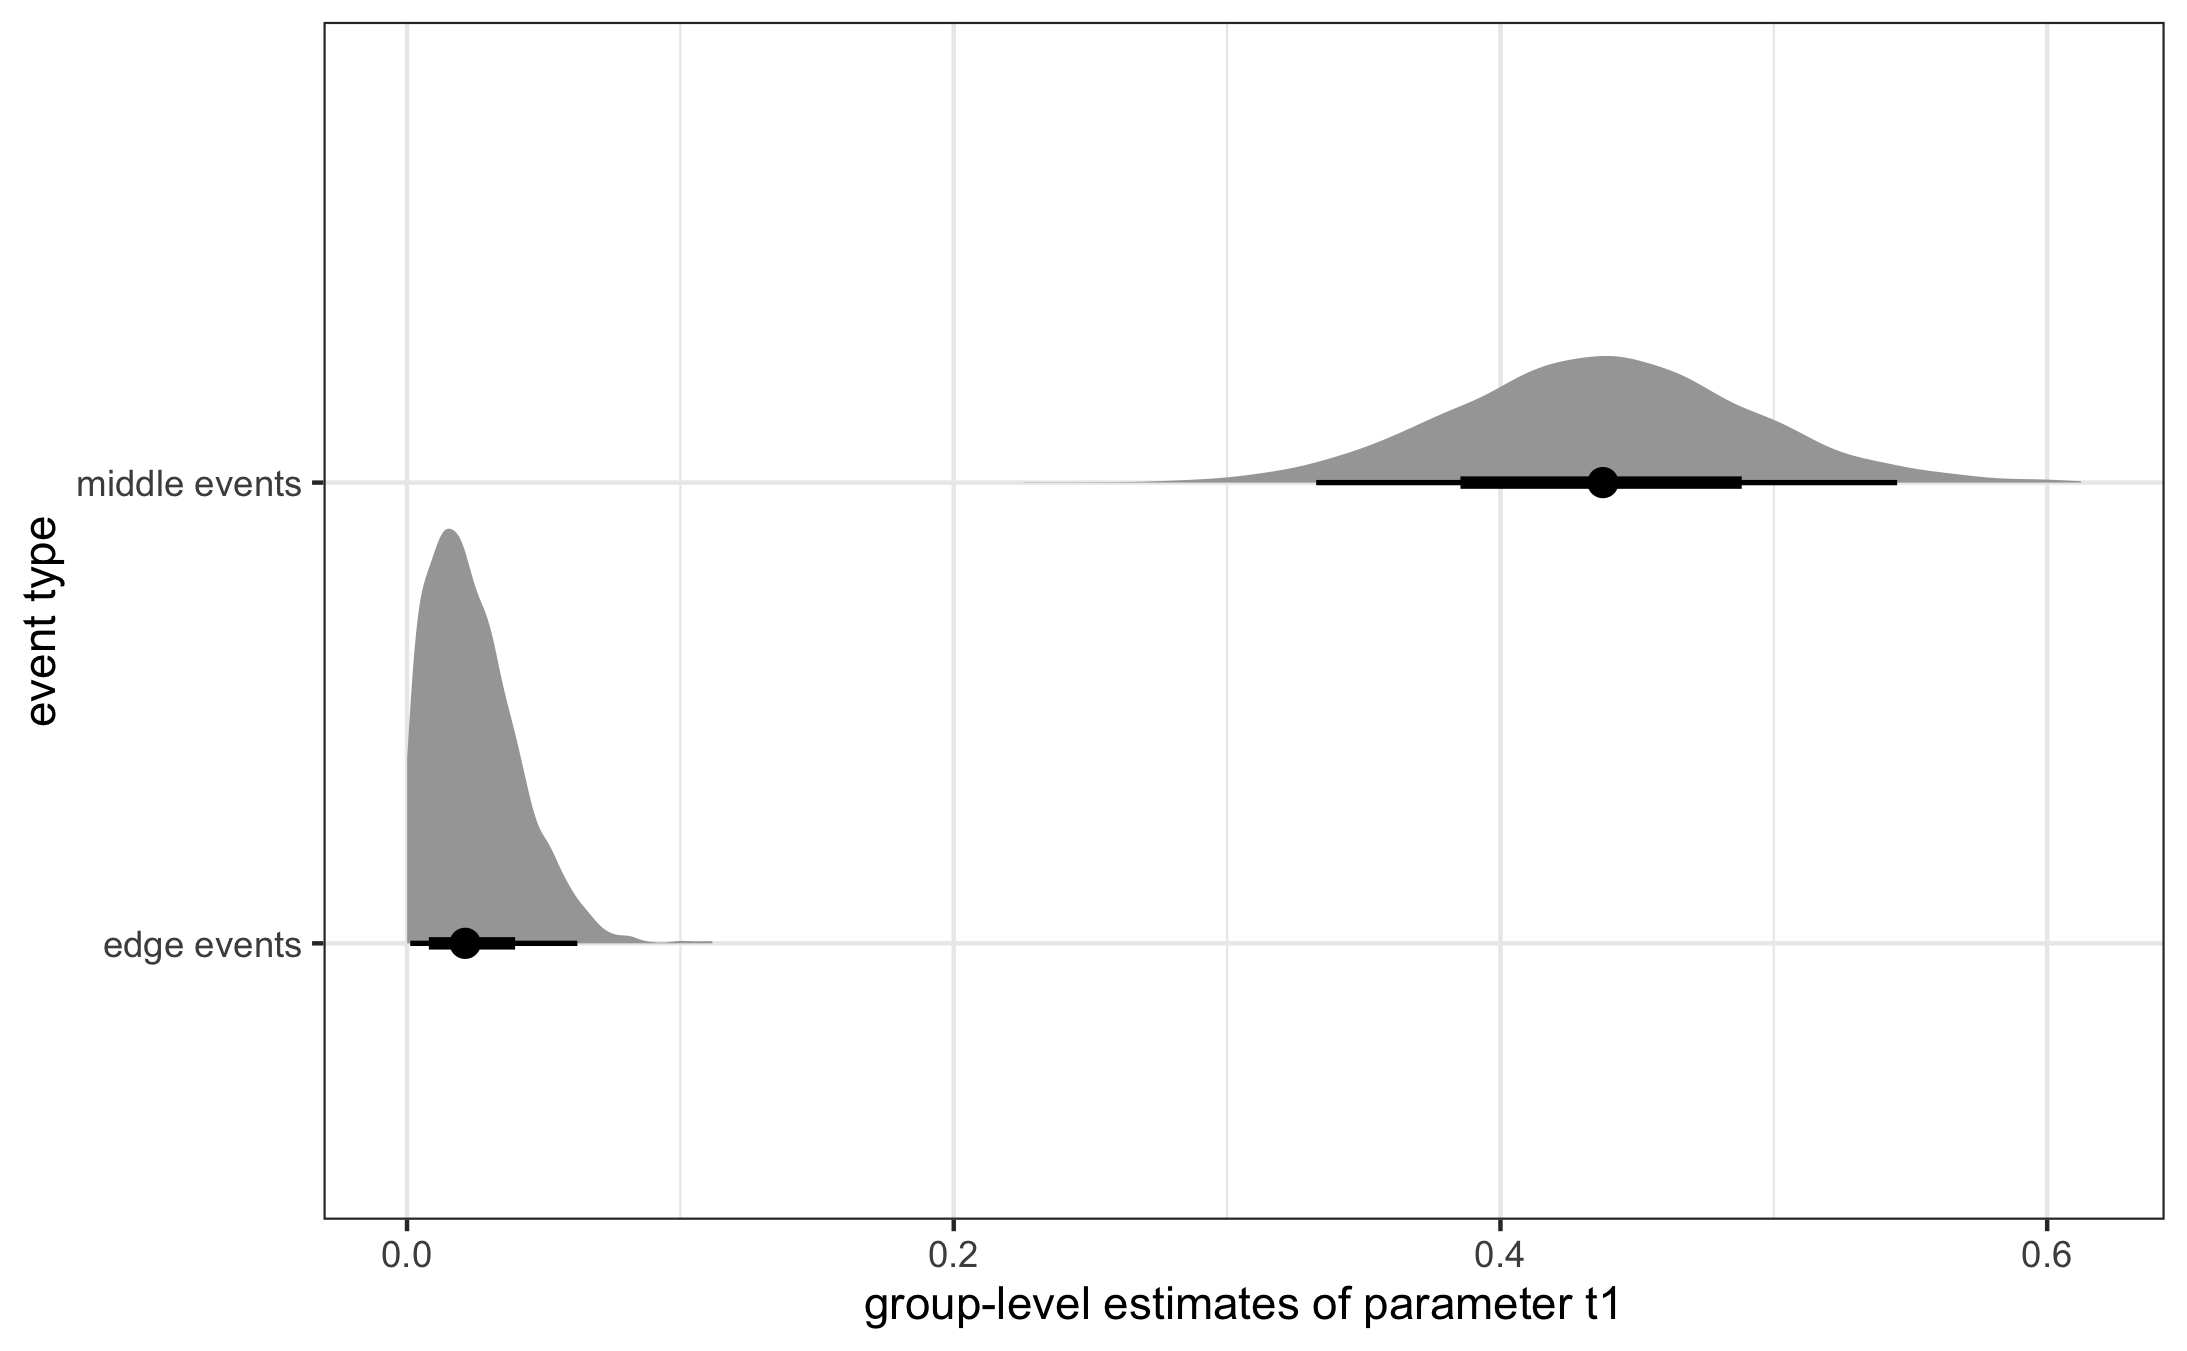 event type
middle events
edge events
0.0 0.2 0.4 0.6
group-level estimates of parameter t1